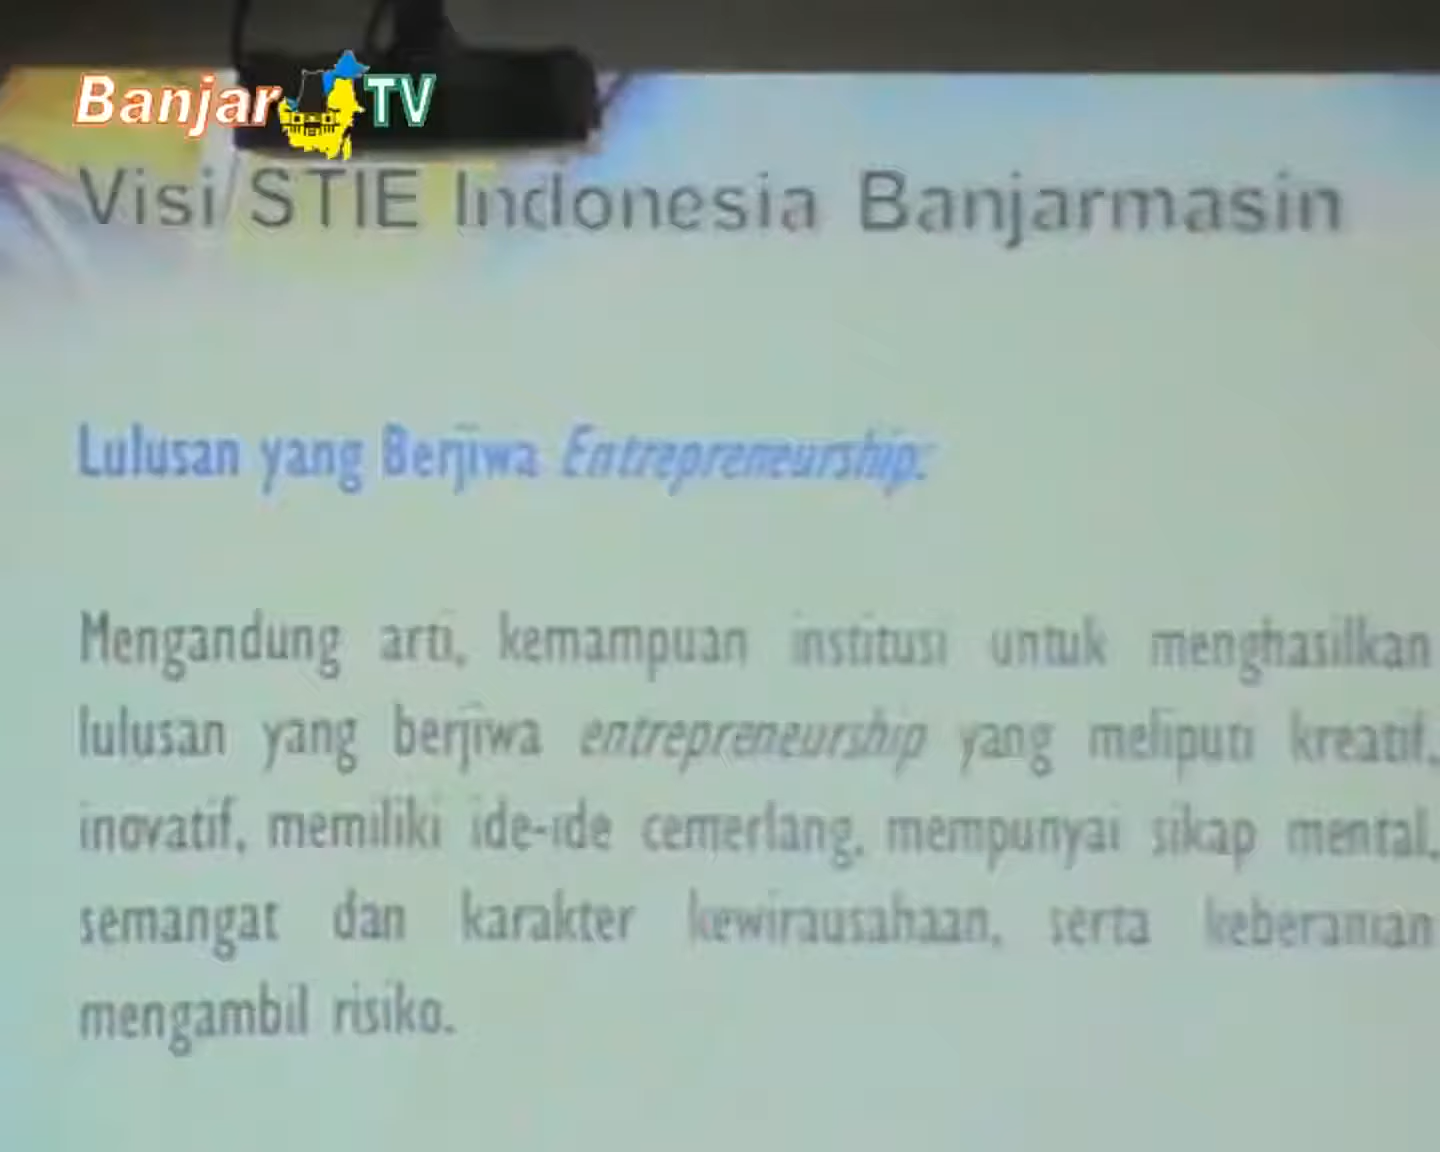 Banjar TV
Visi STIE Indonesia Banjarmasin
Lulusan yang Berjiwa Entrepreneurship:
Mengandung arti, kemampuan institusi untuk menghasilkan
lulusan yang berjiwa entrepreneurship yang meliputi kreatif,
inovatif, memiliki ide-ide cemerlang, mempunyai sikap mental,
semangat dan karakter kewirausahaan, serta keberanian
mengambil risiko.